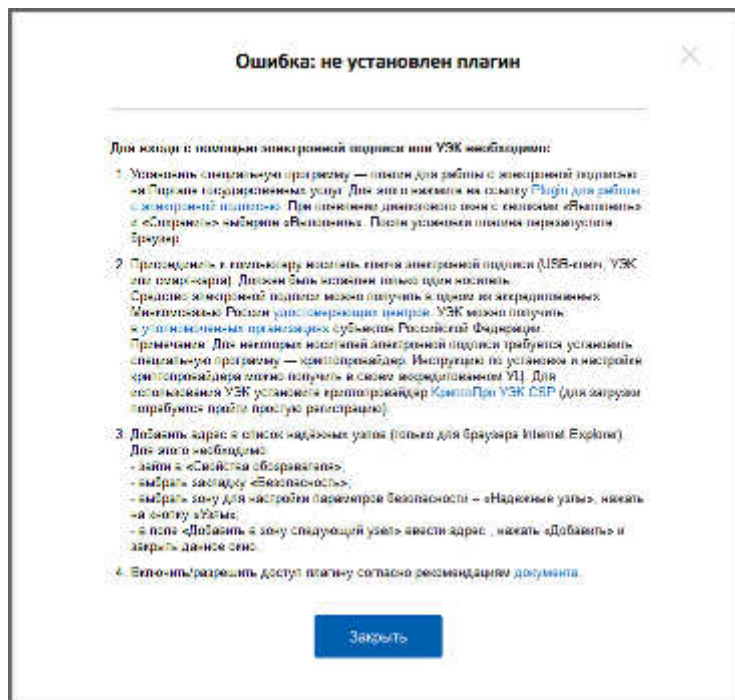 Ошибка: не установлен плагин
Для входа с помощью электронной подписи или УЭК необходимо:
1. Установить специальную программу — плагин для работы с электронной подписью
на Портале государственных услуг. Для этого нажмите на ссылку Plugin для работы
с электронной подписью. При появлении диалогового окна с кнопками «Выполнить»
и «Сохранить» выберите «Выполнить». После установки плагина перезапустите
браузер.
2. Присоединить к компьютеру носитель ключа электронной подписи (USB-ключ, УЭК
или смарт-карта). Должен быть вставлен только один носитель.
Средство электронной подписи можно получить в одном из аккредитованных
Минкомсвязью России удостоверяющих центров. УЭК можно получить
в уполномоченных организациях субъектов Российской Федерации.
Примечание. Для некоторых носителей электронной подписи требуется установить
специальную программу — криптопровайдер. Инструкцию по установке и настройке
криптопровайдера можно получить в своем аккредитованном УЦ. Для
использования УЭК установите криптопровайдер КриптоПро УЭК CSP (для загрузки
потребуется пройти простую регистрацию).
3. Добавить адрес в список надёжных узлов (только для браузера Internet Explorer).
Для этого необходимо:
- зайти в «Свойства обозревателя»;
- выбрать закладку «Безопасность»;
- выбрать зону для настройки параметров безопасности – «Надежные узлы», нажать
на кнопку «Узлы»;
- в поле «Добавить в зону следующий узел» ввести адрес , нажать «Добавить» и
закрыть данное окно.
4. Включить/разрешить доступ плагину согласно рекомендациям документа.
Закрыть